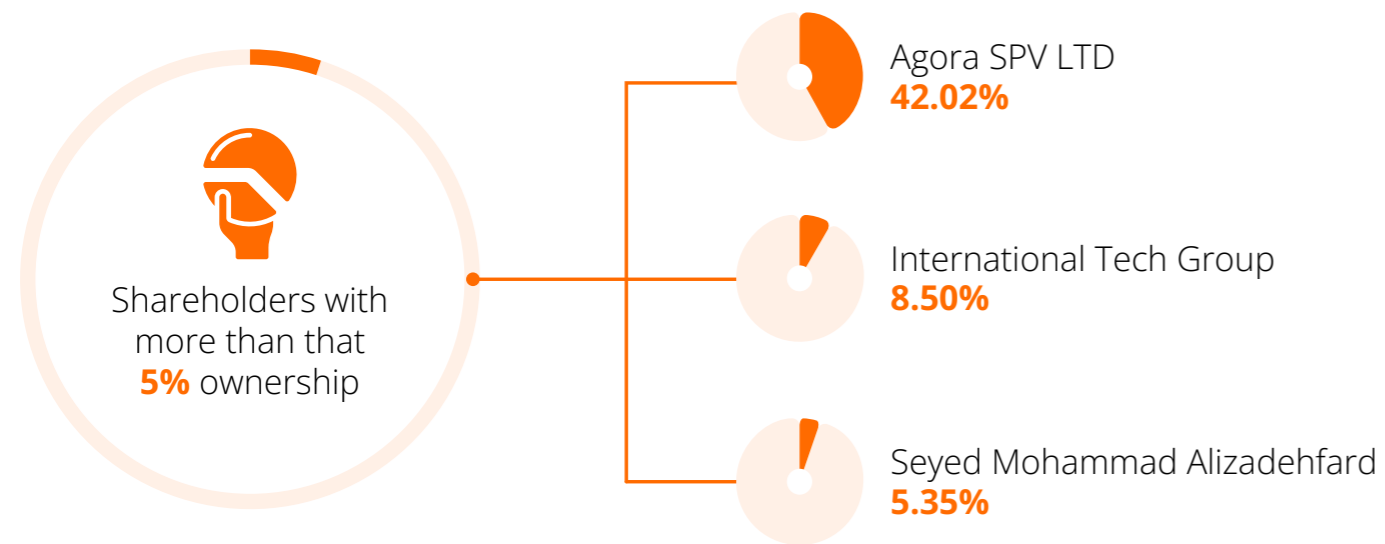 Shareholders with
more than that
5% ownership
Agora SPV LTD
42.02%
International Tech Group
8.50%
Seyed Mohammad Alizadehfard
5.35%